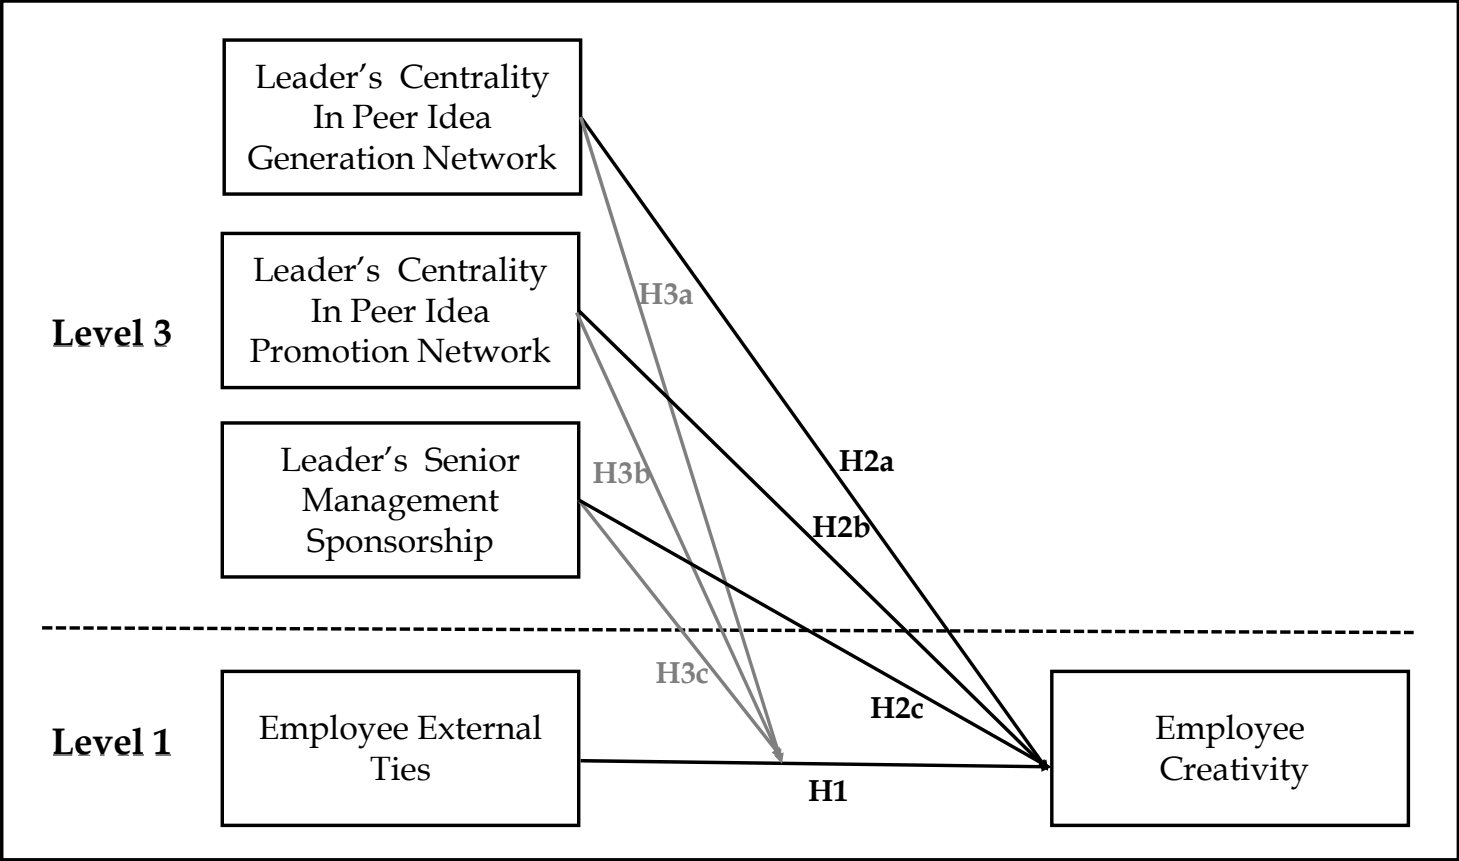 Leader's Centrality
In Peer Idea
Generation Network
H3a
Leader's Centrality
In Peer Idea
Promotion Network
Level 3
H2a
Leader's Senior
Management
Sponsorship
H3b
H2b
H3c
H2c
Level 1
Employee External
Ties
H1
Employee
Creativity